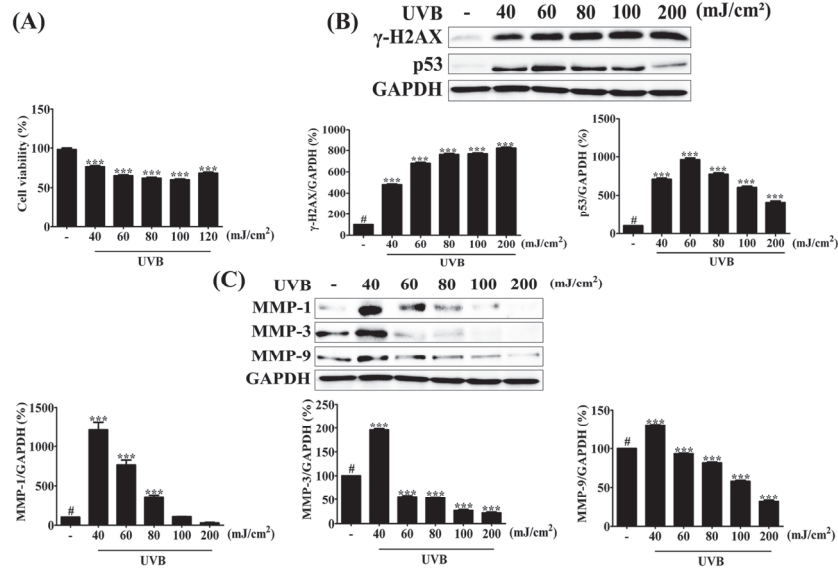 (A)
150
100
50
0
Cell viability (%)
***
***
***
***
***
-
40
60
80
100
120
(mJ/cm²)
UVB
(B)
UVB - 40 60 80 100 200 (mJ/cm²)
γ-H2AX
p53
GAPDH
1000
800
600
400
200
0
γ-H2AX/GAPDH (%)
#
***
***
***
***
***
- 40 60 80 100 200 (mJ/cm²)
UVB
1500
1000
500
0
p53/GAPDH (%)
#
***
***
***
***
***
- 40 60 80 100 200 (mJ/cm²)
UVB
(C)
UVB - 40 60 80 100 200 (mJ/cm²)
MMP-1
MMP-3
MMP-9
GAPDH
1500
1000
500
0
MMP-1/GAPDH (%)
#
***
***
***
- 40 60 80 100 200 (mJ/cm²)
UVB
250
200
150
100
50
0
MMP-3/GAPDH (%)
#
***
***
***
***
***
- 40 60 80 100 200 (mJ/cm²)
UVB
150
100
50
0
MMP-9/GAPDH (%)
#
***
***
***
***
***
- 40 60 80 100 200 (mJ/cm²)
UVB